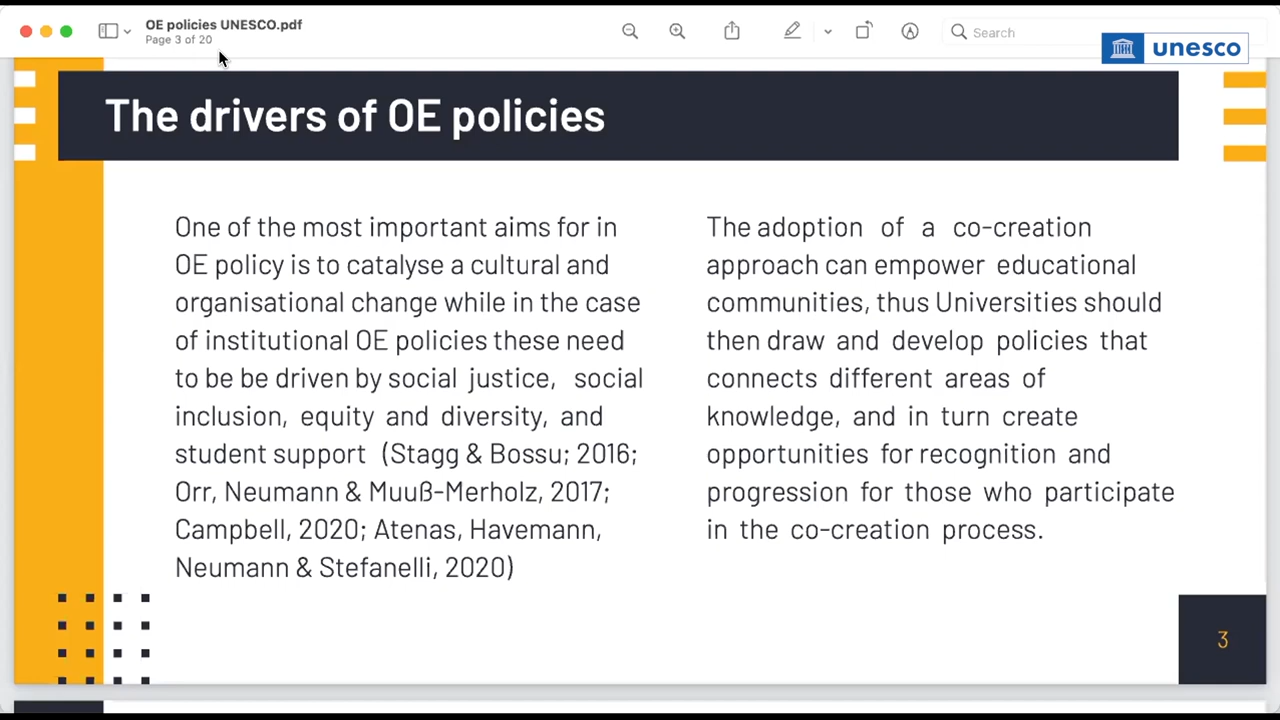 OE policies UNESCO.pdf
Page 3 of 20
Search
unesco
The drivers of OE policies
One of the most important aims for in
OE policy is to catalyse a cultural and
organisational change while in the case
of institutional OE policies these need
to be be driven by social justice, social
inclusion, equity and diversity, and
student support (Stagg & Bossu; 2016;
Orr, Neumann & Muuß-Merholz, 2017;
Campbell, 2020; Atenas, Havemann,
Neumann & Stefanelli, 2020)
The adoption of a co-creation
approach can empower educational
communities, thus Universities should
then draw and develop policies that
connects different areas of
knowledge, and in turn create
opportunities for recognition and
progression for those who participate
in the co-creation process.
3